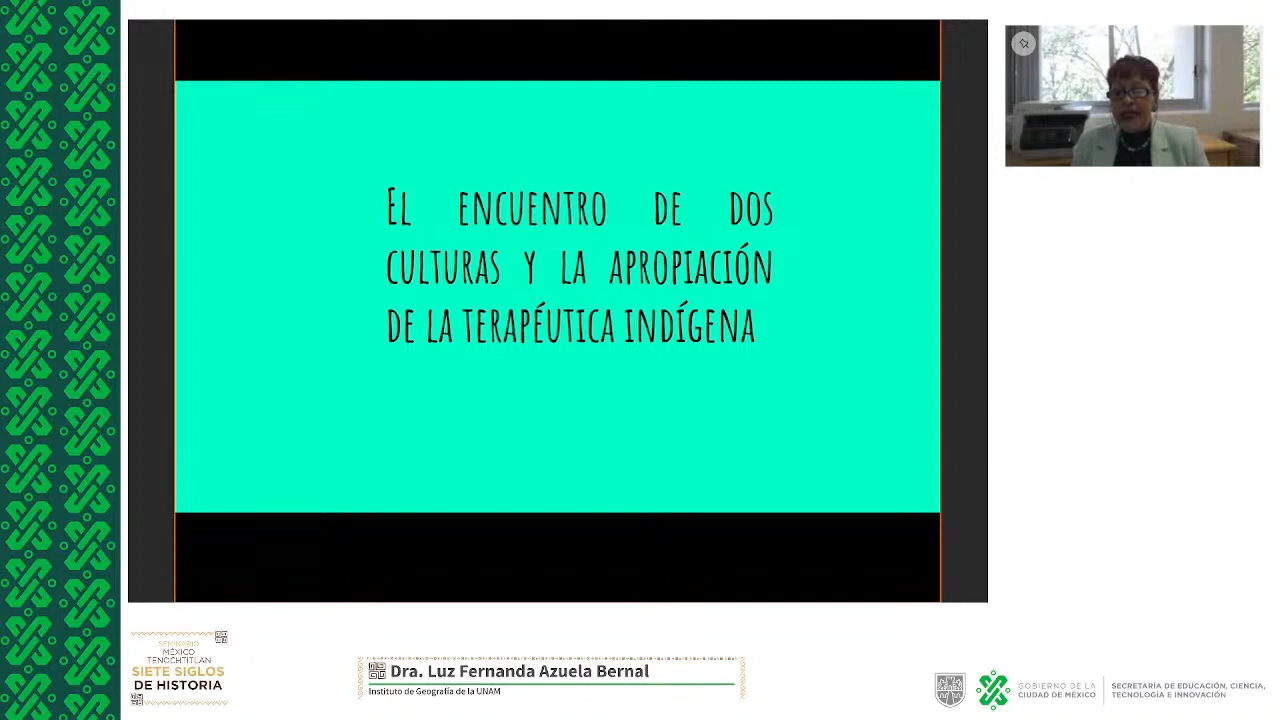 El encuentro de dos
culturas y la apropiación
de la terapéutica indígena
SEMINARIO
MÉXICO
TENOCHTITLAN
SIETE SIGLOS
DE HISTORIA
Dra. Luz Fernanda Azuela Bernal
Instituto de Geografía de la UNAM
GOBIERNO DE LA
CIUDAD DE MÉXICO
SECRETARÍA DE EDUCACIÓN, CIENCIA,
TECNOLOGÍA E INNOVACIÓN